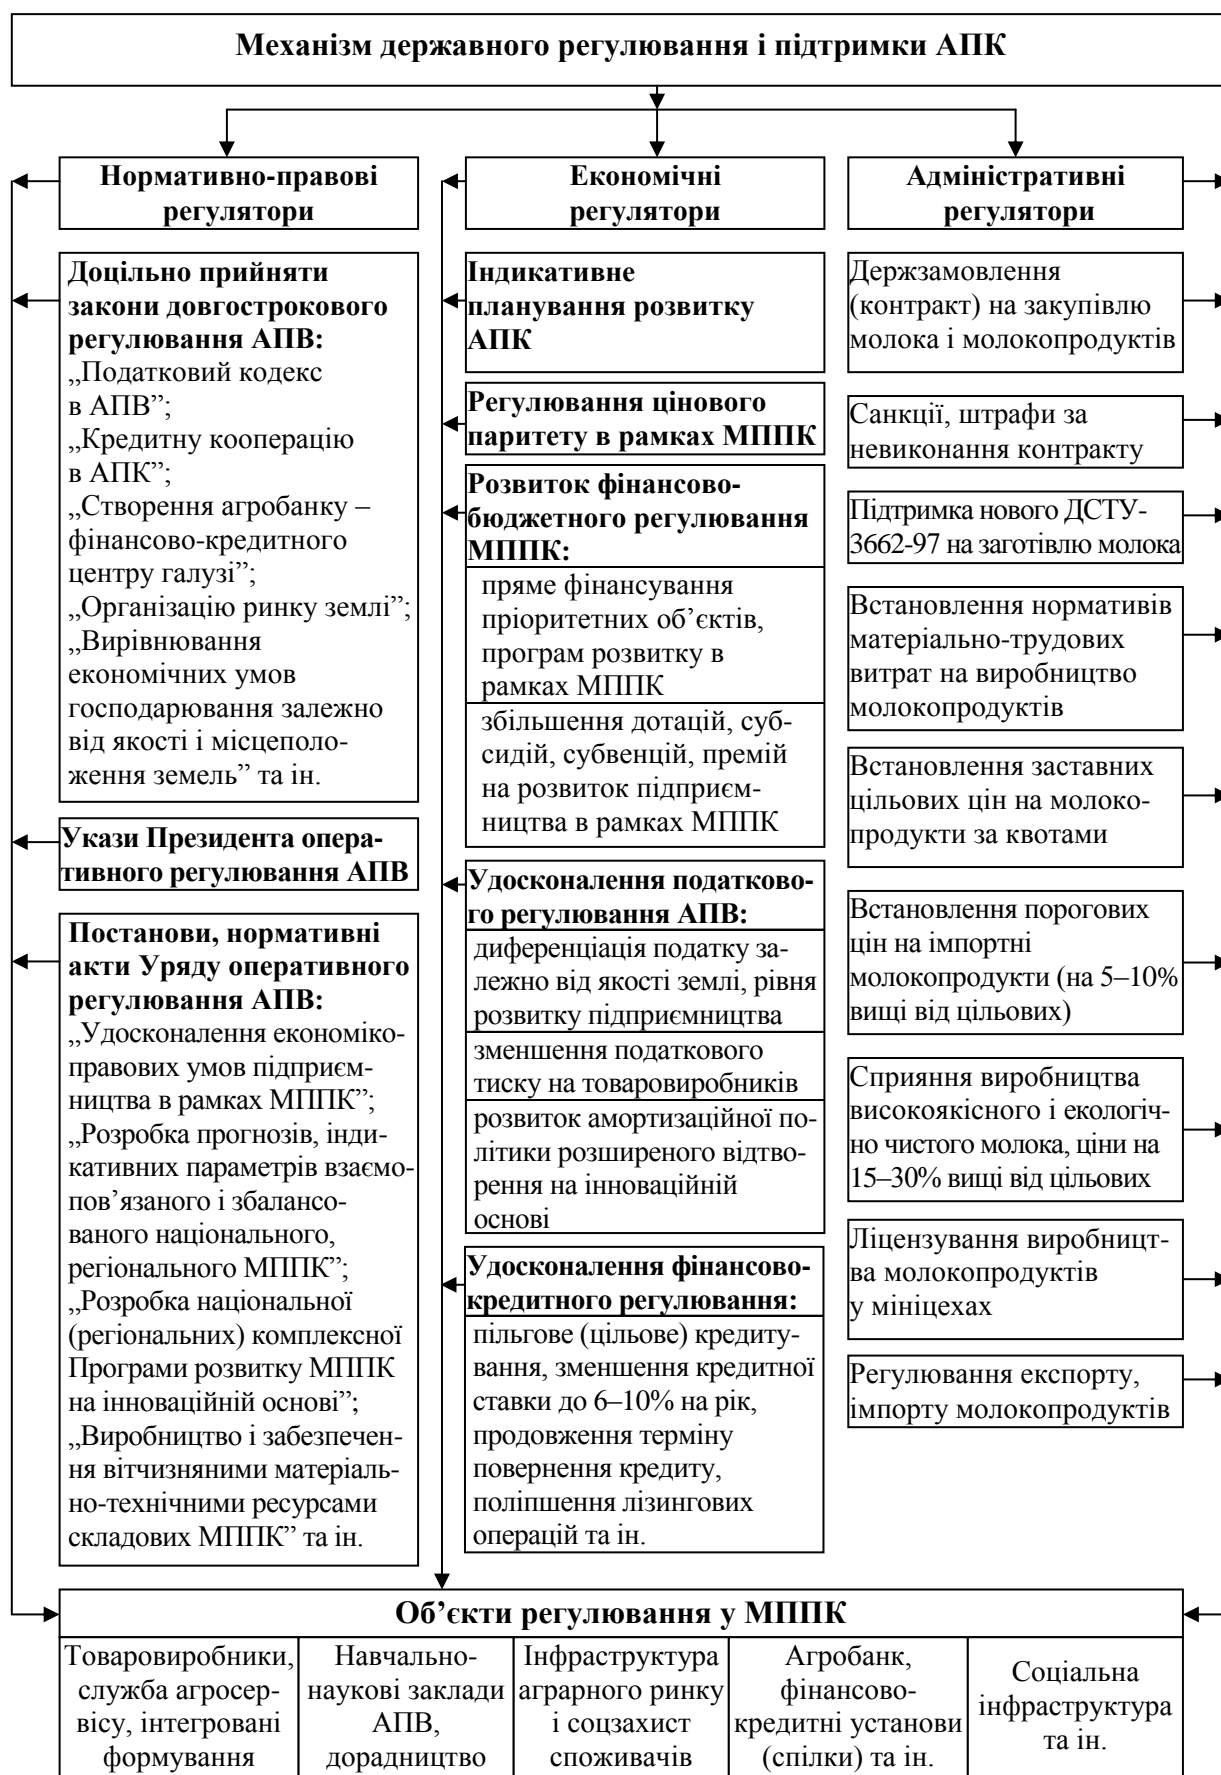 Механізм державного регулювання і підтримки АПК
Нормативно-правові
регулятори
Доцільно прийняти
закони довгострокового
регулювання АПВ:
„Податковий кодекс
в АПВ”;
„Кредитну кооперацію
в АПК”;
„Створення агробанку –
фінансово-кредитного
центру галузі”;
„Організацію ринку землі”;
„Вирівнювання
економічних умов
господарювання залежно
від якості і місцеполо-
ження земель” та ін.
Укази Президента опера-
тивного регулювання АПВ
Постанови, нормативні
акти Уряду оперативного
регулювання АПВ:
„Удосконалення економіко-
правових умов підприєм-
ництва в рамках МППК”;
„Розробка прогнозів, інди-
кативних параметрів взаємо-
пов’язаного і збалансо-
ваного національного,
регіонального МППК”;
„Розробка національної
(регіональних) комплексної
Програми розвитку МППК
на інноваційній основі”;
„Виробництво і забезпечен-
ня вітчизняними матеріаль-
но-технічними ресурсами
складових МППК” та ін.
Економічні
регулятори
Індикативне
планування розвитку
АПК
Регулювання цінового
паритету в рамках МППК
Розвиток фінансово-
бюджетного регулювання
МППК:
пряме фінансування
пріоритетних об’єктів,
програм розвитку в
рамках МППК
збільшення дотацій, суб-
сидій, субвенцій, премій
на розвиток підприєм-
ництва в рамках МППК
Удосконалення податково-
го регулювання АПВ:
диференціація податку за-
лежно від якості землі, рівня
розвитку підприємництва
зменшення податкового
тиску на товаровиробників
розвиток амортизаційної по-
літики розширеного відтво-
рення на інноваційній
основі
Удосконалення фінансово-
кредитного регулювання:
пільгове (цільове) кредиту-
вання, зменшення кредитної
ставки до 6–10% на рік,
продовження терміну
повернення кредиту,
поліпшення лізингових
операцій та ін.
Адміністративні
регулятори
Держзамовлення
(контракт) на закупівлю
молока і молокопродуктів
Санкції, штрафи за
невиконання контракту
Підтримка нового ДСТУ-
3662-97 на заготівлю молока
Встановлення нормативів
матеріально-трудових
витрат на виробництво
молокопродуктів
Встановлення заставних
цільових цін на молоко-
продукти за квотами
Встановлення порогових
цін на імпортні
молокопродукти (на 5–10%
вищі від цільових)
Сприяння виробництва
високоякісного і екологіч-
но чистого молока, ціни на
15–30% вищі від цільових
Ліцензування виробницт-
ва молокопродуктів
у мініцехах
Регулювання експорту,
імпорту молокопродуктів
Об’єкти регулювання у МППК
Товаровиробники,
служба агросер-
вісу, інтегровані
формування
Навчально-
наукові заклади
АПВ,
дорадництво
Інфраструктура
аграрного ринку
і соцзахист
споживачів
Агробанк,
фінансово-
кредитні установи
(спілки) та ін.
Соціальна
інфраструктура
та ін.